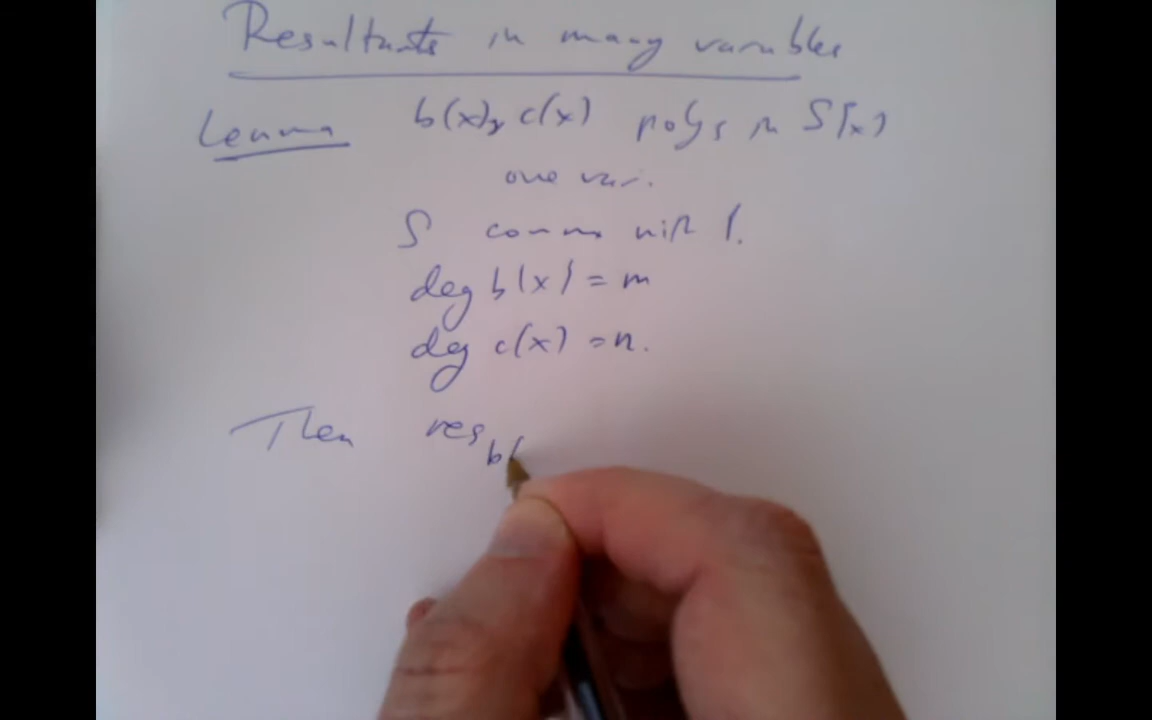 Resultants in many variables
Lemma b(x), c(x) polys in S[x]
one var.
S comm with 1.
deg b(x) = m
deg c(x) = n.
Then res b(